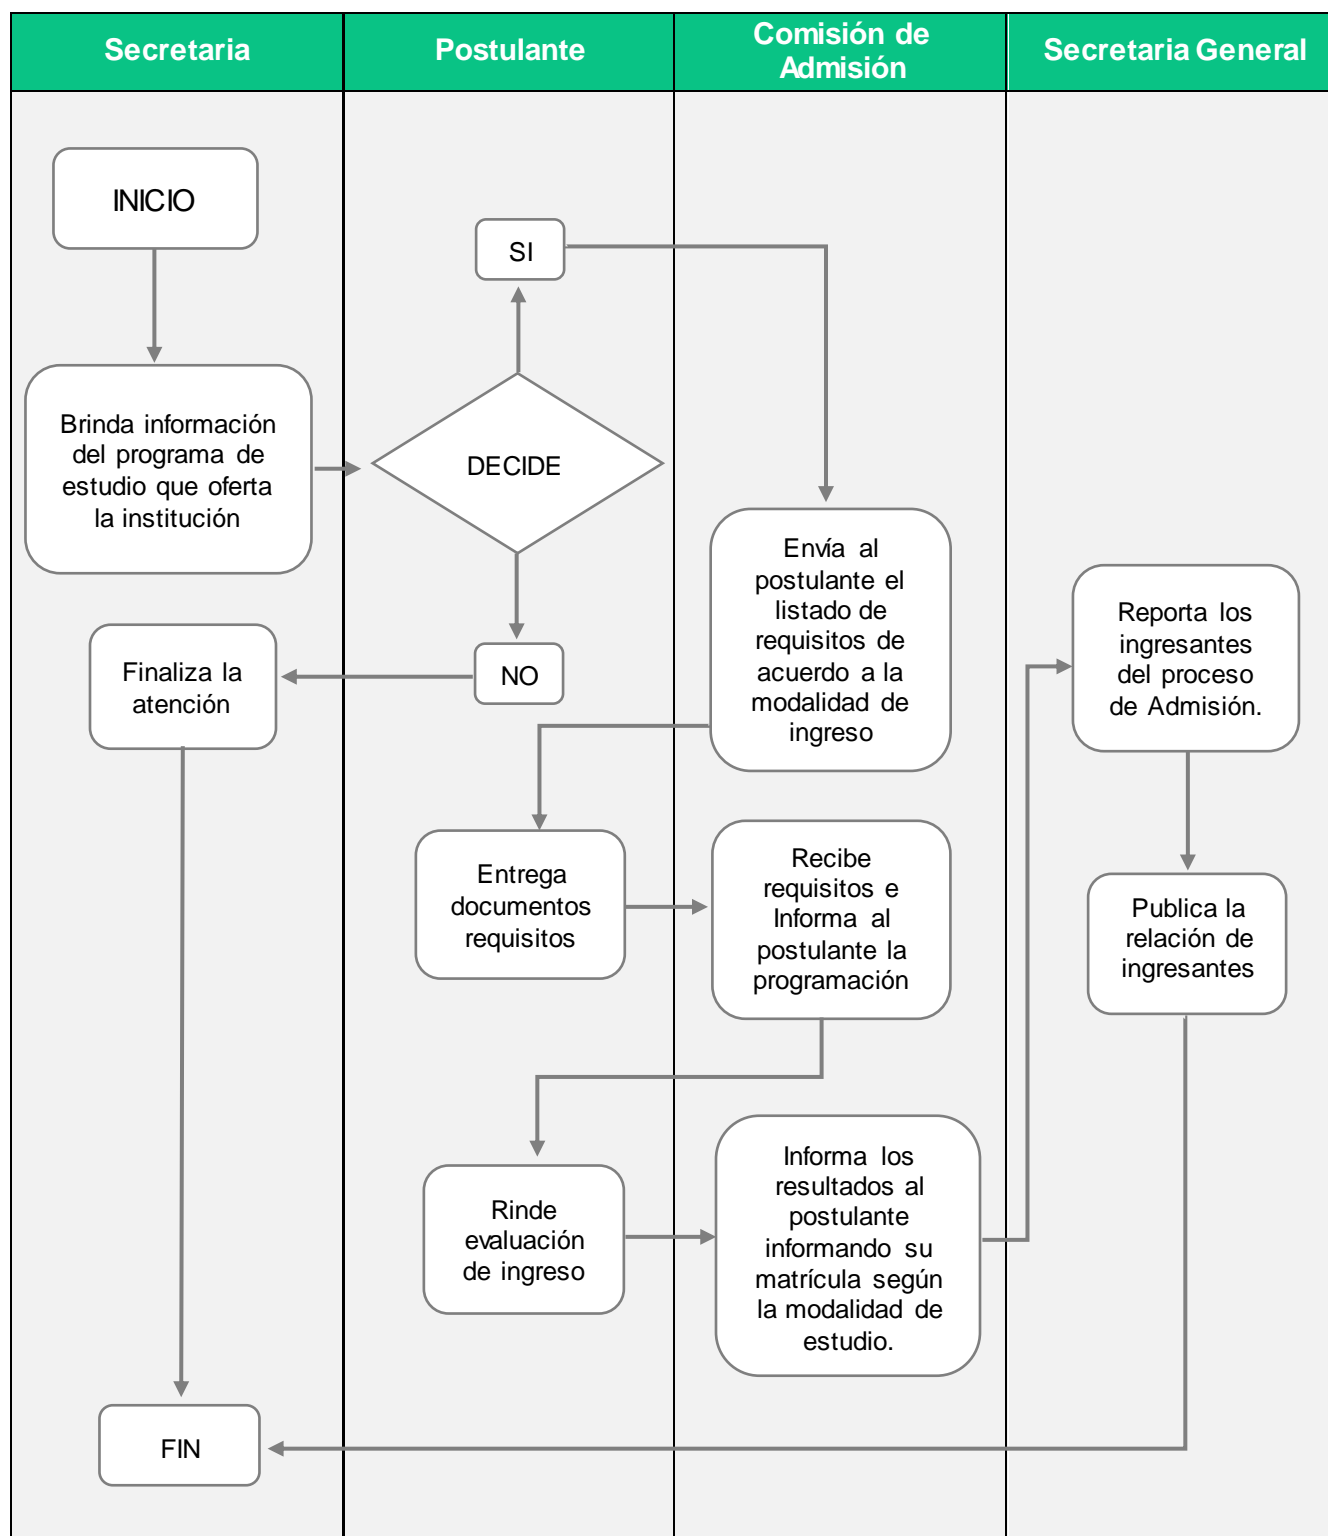 Secretaria
Postulante
Comisión de
Admisión
Secretaria General
INICIO
Brinda información
del programa de
estudio que oferta
la institución
DECIDE
SI
NO
Finaliza la
atención
Envía al
postulante el
listado de
requisitos de
acuerdo a la
modalidad de
ingreso
Entrega
documentos
requisitos
Recibe
requisitos e
Informa al
postulante la
programación
Rinde
evaluación
de ingreso
Informa los
resultados al
postulante
informando su
matrícula según
la modalidad de
estudio.
Reporta los
ingresantes
del proceso
de Admisión.
Publica la
relación de
ingresantes
FIN